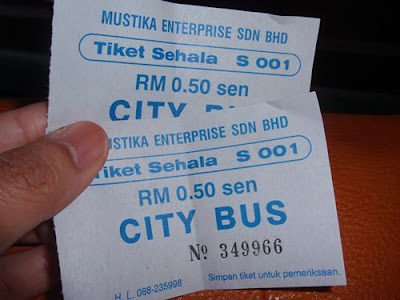 MUSTIKA ENTERPRISE SDN BHD
Tiket Sehala S 001
RM 0.50 sen
CITY
MUSTIKA ENTERPRISE SDN BHD
Tiket Sehala S 001
RM 0.50 sen
CITY BUS
No 349966
Simpan tiket untuk pemeriksaan.
H. L. 088-235998